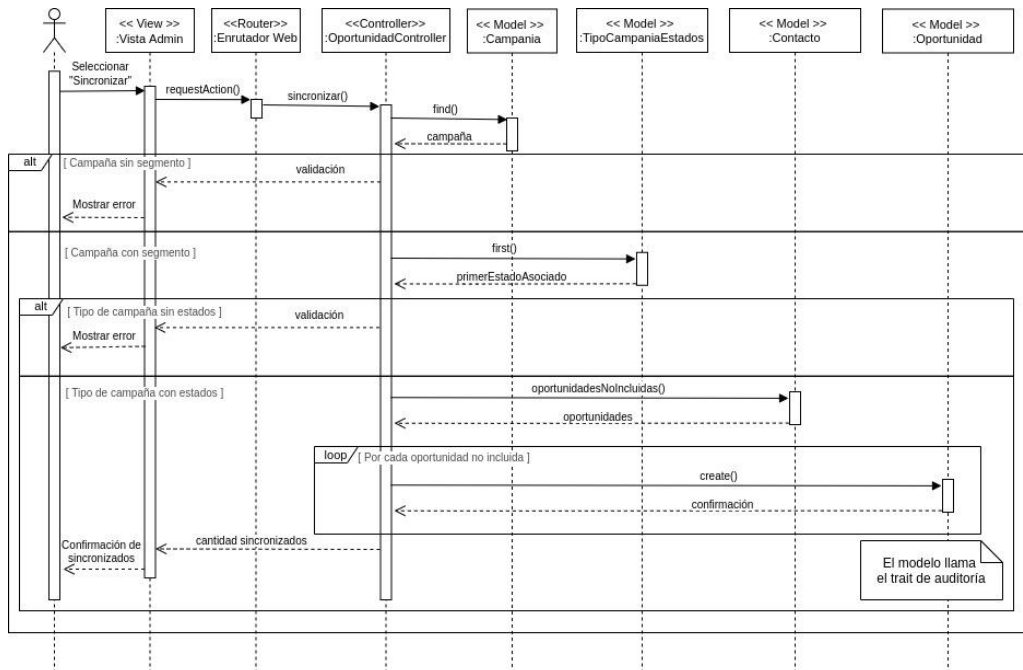 << View >>
:Vista Admin
<<Router>>
:Enrutador Web
<<Controller>>
:OportunidadController
<< Model >>
:Campania
<< Model >>
:TipoCampaniaEstados
<< Model >>
:Contacto
<< Model >>
:Oportunidad
Seleccionar
"Sincronizar"
requestAction()
sincronizar()
find()
campaña
alt
[ Campaña sin segmento ]
validación
Mostrar error
[ Campaña con segmento ]
first()
primerEstadoAsociado
alt
[ Tipo de campaña sin estados ]
validación
Mostrar error
[ Tipo de campaña con estados ]
oportunidadesNoIncluidas()
oportunidades
loop
[ Por cada oportunidad no incluida ]
create()
confirmación
cantidad sincronizados
Confirmación de
sincronizados
El modelo llama
el trait de auditoría